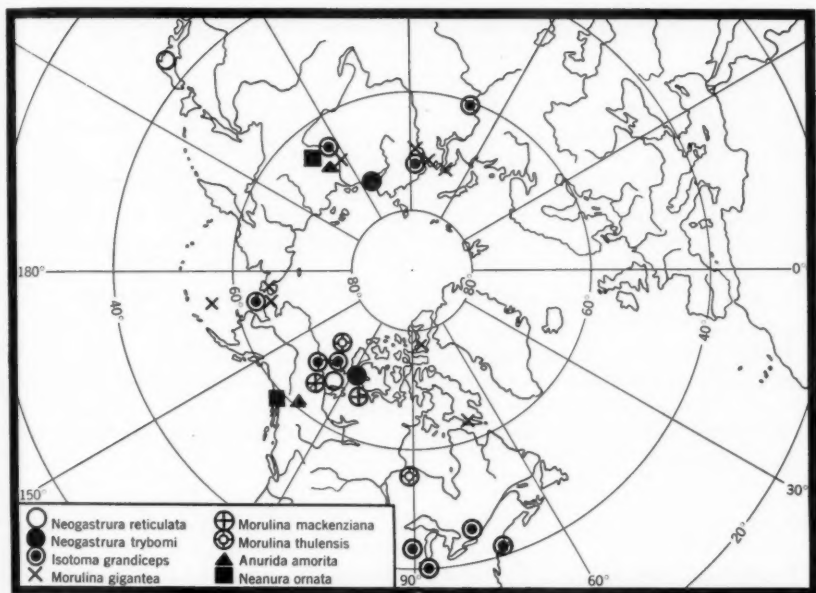 180°
0°
40°
60°
80°
80°
60°
40
20°
30°
60°
90°
150°
Neogastrura reticulata
Neogastrura trybomi
Isotoma grandiceps
Morulina gigantea
Morulina mackenziana
Morulina thulensis
Anurida amorita
Neanura ornata